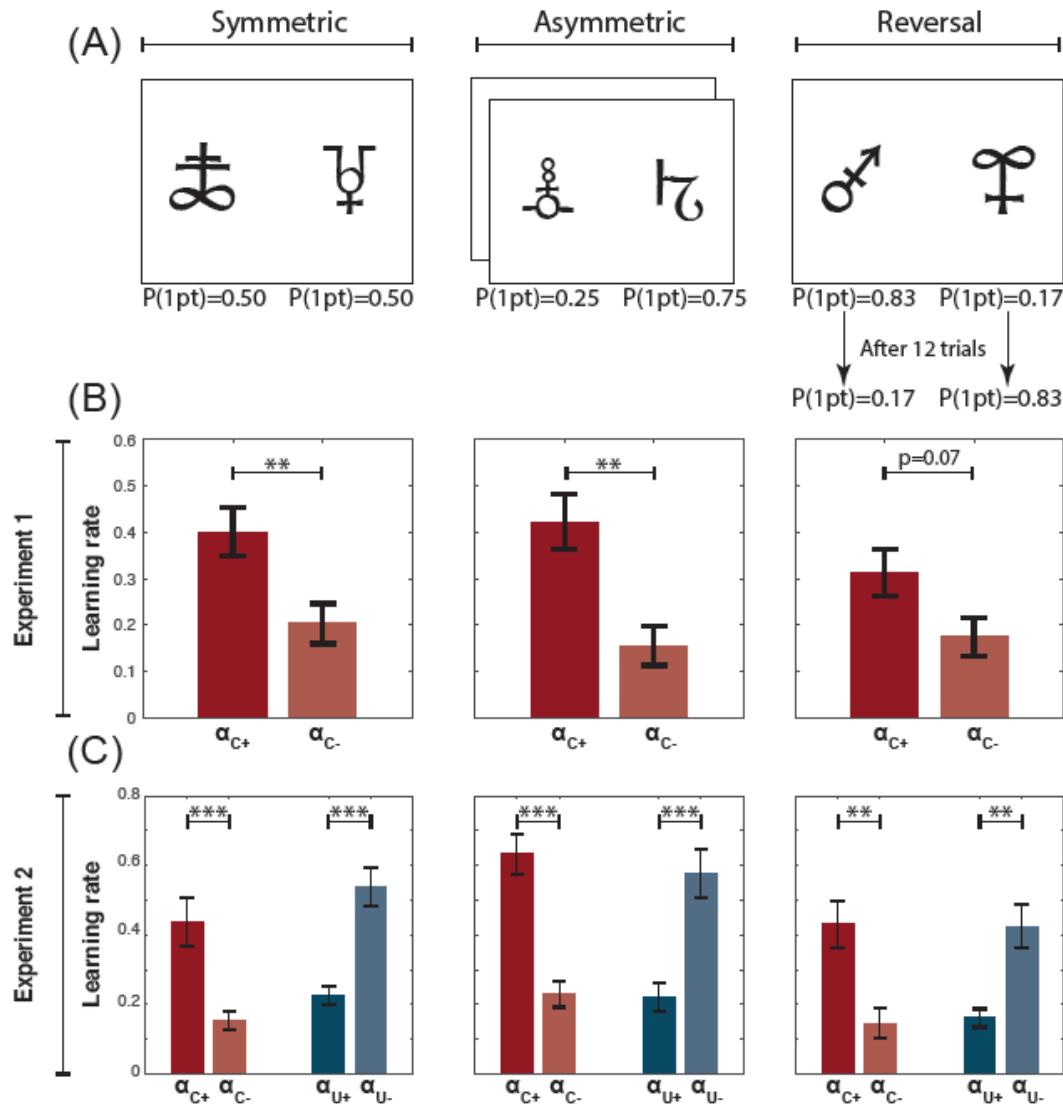 (A)
Symmetric Asymmetric Reversal
P(1pt)=0.50 P(1pt)=0.50 P(1pt)=0.25 P(1pt)=0.75 P(1pt)=0.83 P(1pt)=0.17
After 12 trials
P(1pt)=0.17 P(1pt)=0.83
(B)
Experiment 1
Learning rate
0.6
0.5
0.4
0.3
0.2
0.1
0
** ** p=0.07
αC+ αC- αC+ αC- αC+ αC-
(C)
Experiment 2
Learning rate
0.8
0.6
0.4
0.2
0
*** *** *** *** ** **
αC+ αC- αU+ αU- αC+ αC- αU+ αU- αC+ αC- αU+ αU-